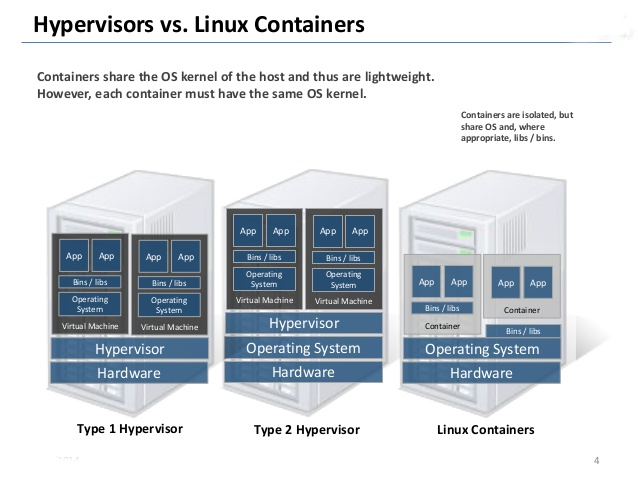 Hypervisors vs. Linux Containers
Containers share the OS kernel of the host and thus are lightweight.
However, each container must have the same OS kernel.
Containers are isolated, but
share OS and, where
appropriate, libs / bins.
App App
Bins / libs
Operating
System
Virtual Machine
App App
Bins / libs
Operating
System
Virtual Machine
Hypervisor
Hardware
Type 1 Hypervisor
App App
Bins / libs
Operating
System
Virtual Machine
App App
Bins / libs
Operating
System
Virtual Machine
Hypervisor
Operating System
Hardware
Type 2 Hypervisor
App App
Bins / libs
Container
App App
Container
Bins / libs
Operating System
Hardware
Linux Containers
4